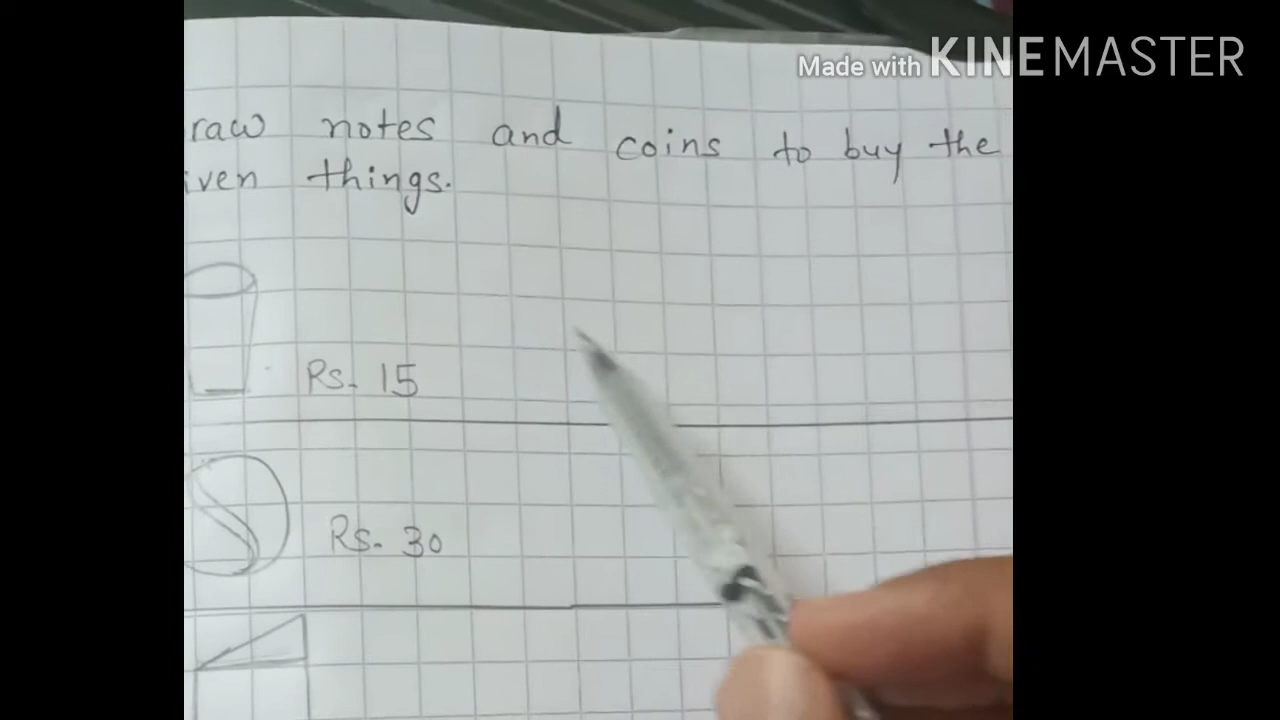 Made with KINEMASTER
raw notes and coins to buy the
iven things.
Rs. 15
Rs. 30